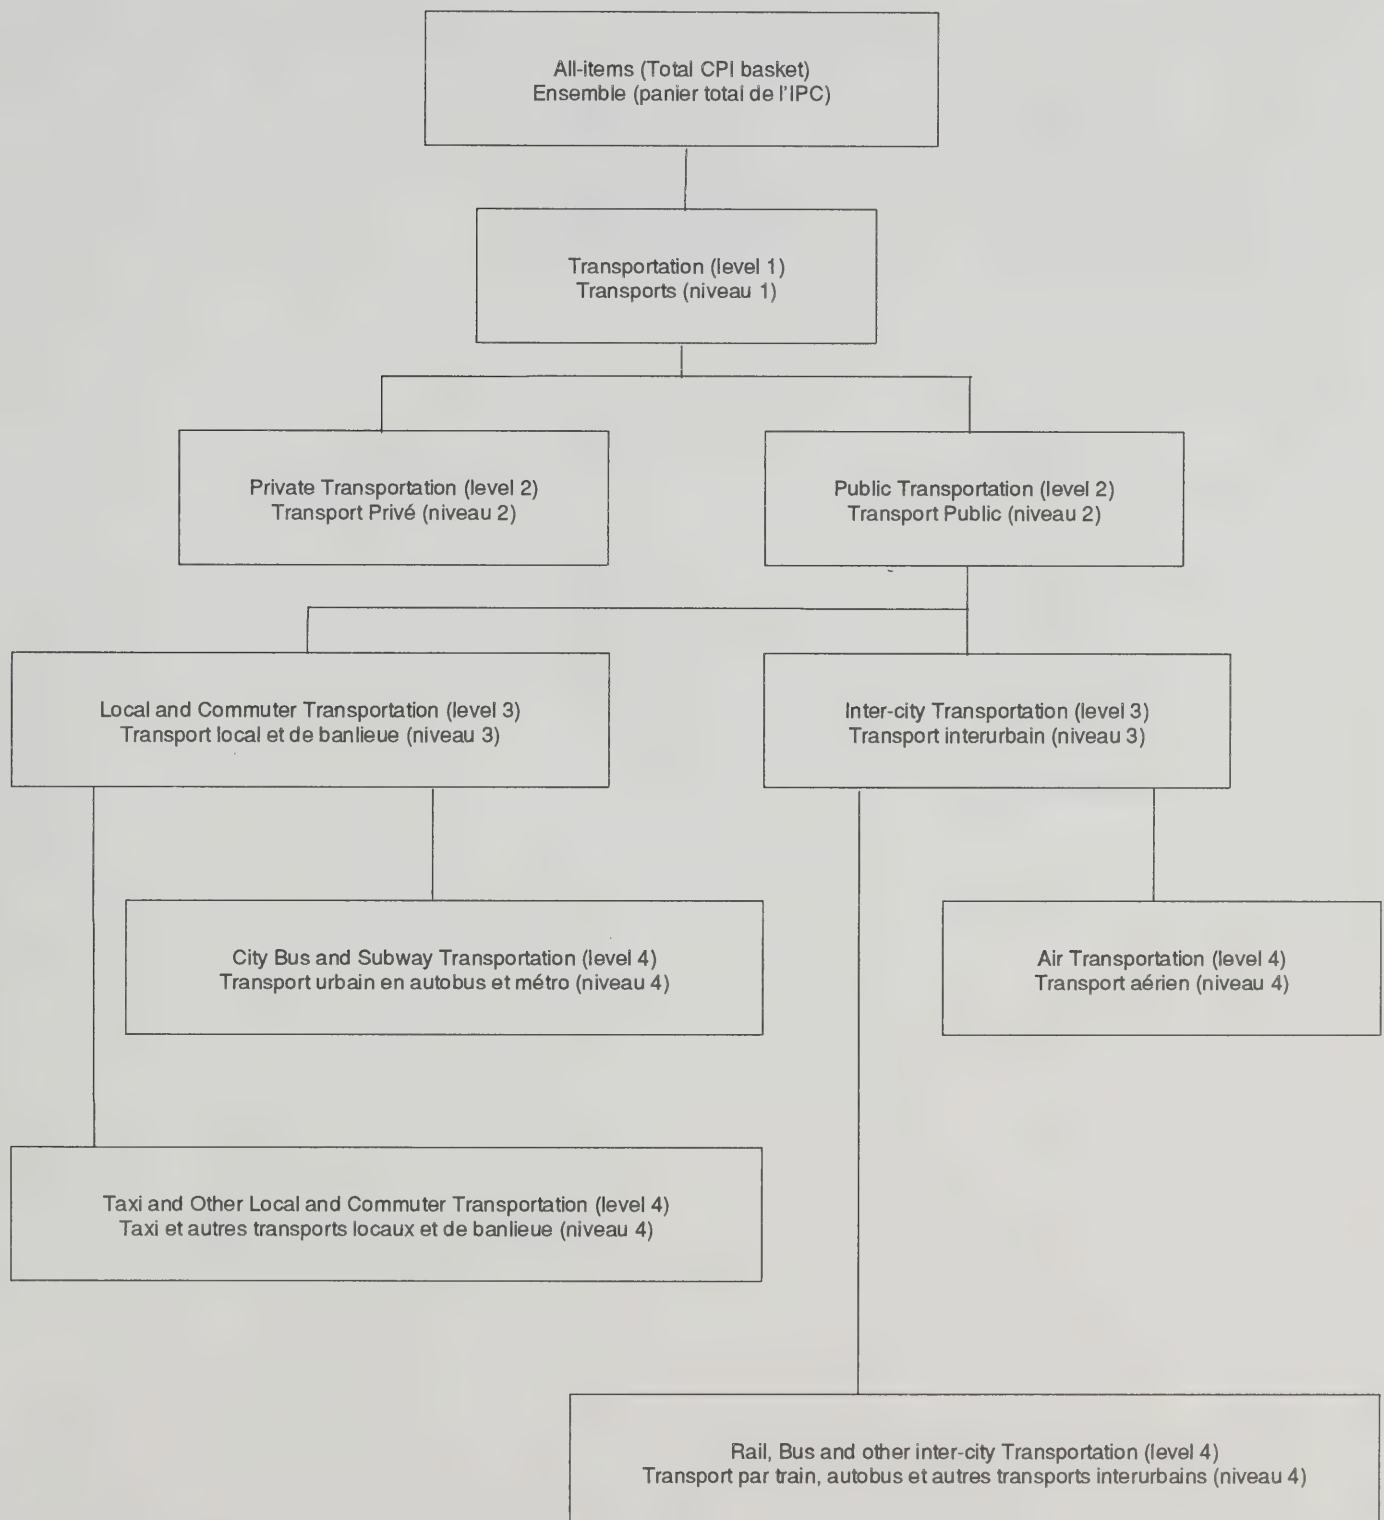 All-items (Total CPI basket)
Ensemble (panier total de l'IPC)
Transportation (level 1)
Transports (niveau 1)
Private Transportation (level 2)
Transport Privé (niveau 2)
Public Transportation (level 2)
Transport Public (niveau 2)
Local and Commuter Transportation (level 3)
Transport local et de banlieue (niveau 3)
Inter-city Transportation (level 3)
Transport interurbain (niveau 3)
City Bus and Subway Transportation (level 4)
Transport urbain en autobus et métro (niveau 4)
Air Transportation (level 4)
Transport aérien (niveau 4)
Taxi and Other Local and Commuter Transportation (level 4)
Taxi et autres transports locaux et de banlieue (niveau 4)
Rail, Bus and other inter-city Transportation (level 4)
Transport par train, autobus et autres transports interurbains (niveau 4)